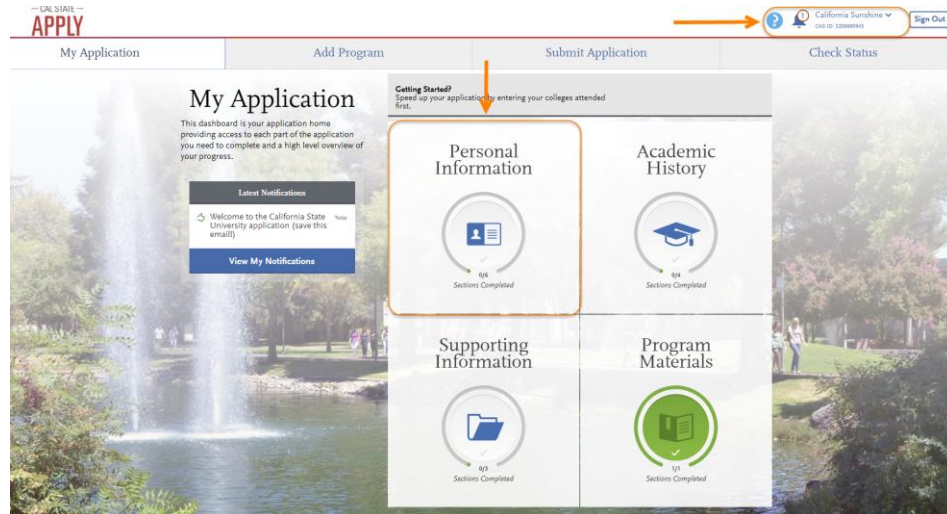 — CAL STATE —
APPLY
? 1 California Sunshine
Sign Out
My Application
Add Program
Submit Application
Check Status
My Application
This dashboard is your application home
providing access to each part of the application
you need to complete and a high level overview of
your progress.
Latest Notifications
Welcome to the California State Today
University application (save this
email!)
View My Notifications
Getting Started?
Speed up your application by entering your colleges attended
first.
Personal
Information
0/6
Sections Completed
Academic
History
0/4
Sections Completed
Supporting
Information
0/3
Sections Completed
Program
Materials
1/1
Sections Completed